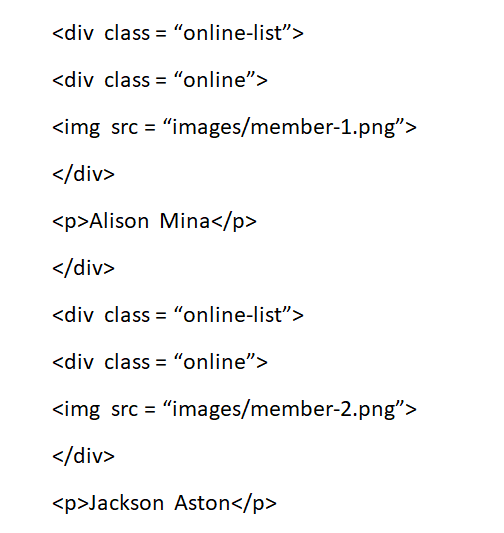 <div class = “online-list”>
<div class = “online”>
<img src = “images/member-1.png”>
</div>
<p>Alison Mina</p>
</div>
<div class = “online-list”>
<div class = “online”>
<img src = “images/member-2.png”>
</div>
<p>Jackson Aston</p>